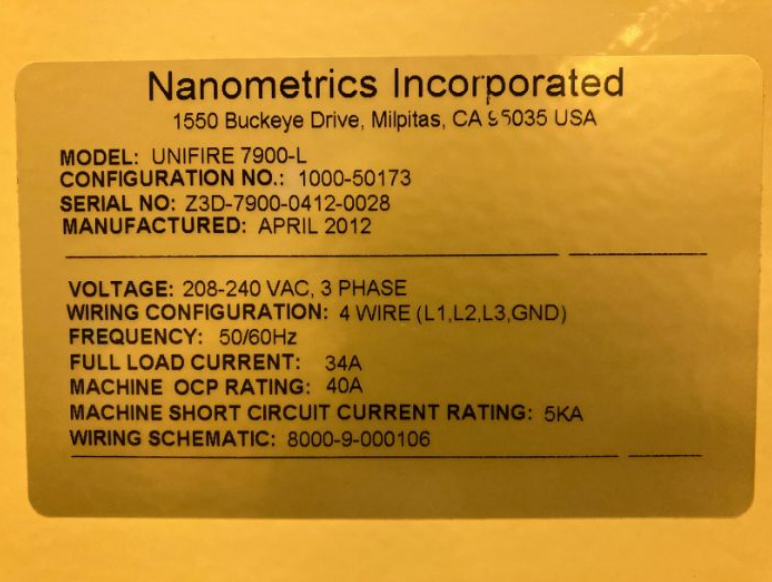 Nanometrics Incorporated
1550 Buckeye Drive, Milpitas, CA 95035 USA
MODEL: UNIFIRE 7900-L
CONFIGURATION NO.: 1000-50173
SERIAL NO: Z3D-7900-0412-0028
MANUFACTURED: APRIL 2012
VOLTAGE: 208-240 VAC, 3 PHASE
WIRING CONFIGURATION: 4 WIRE (L1,L2,L3,GND)
FREQUENCY: 50/60Hz
FULL LOAD CURRENT: 34A
MACHINE OCP RATING: 40A
MACHINE SHORT CIRCUIT CURRENT RATING: 5KA
WIRING SCHEMATIC: 8000-9-000106